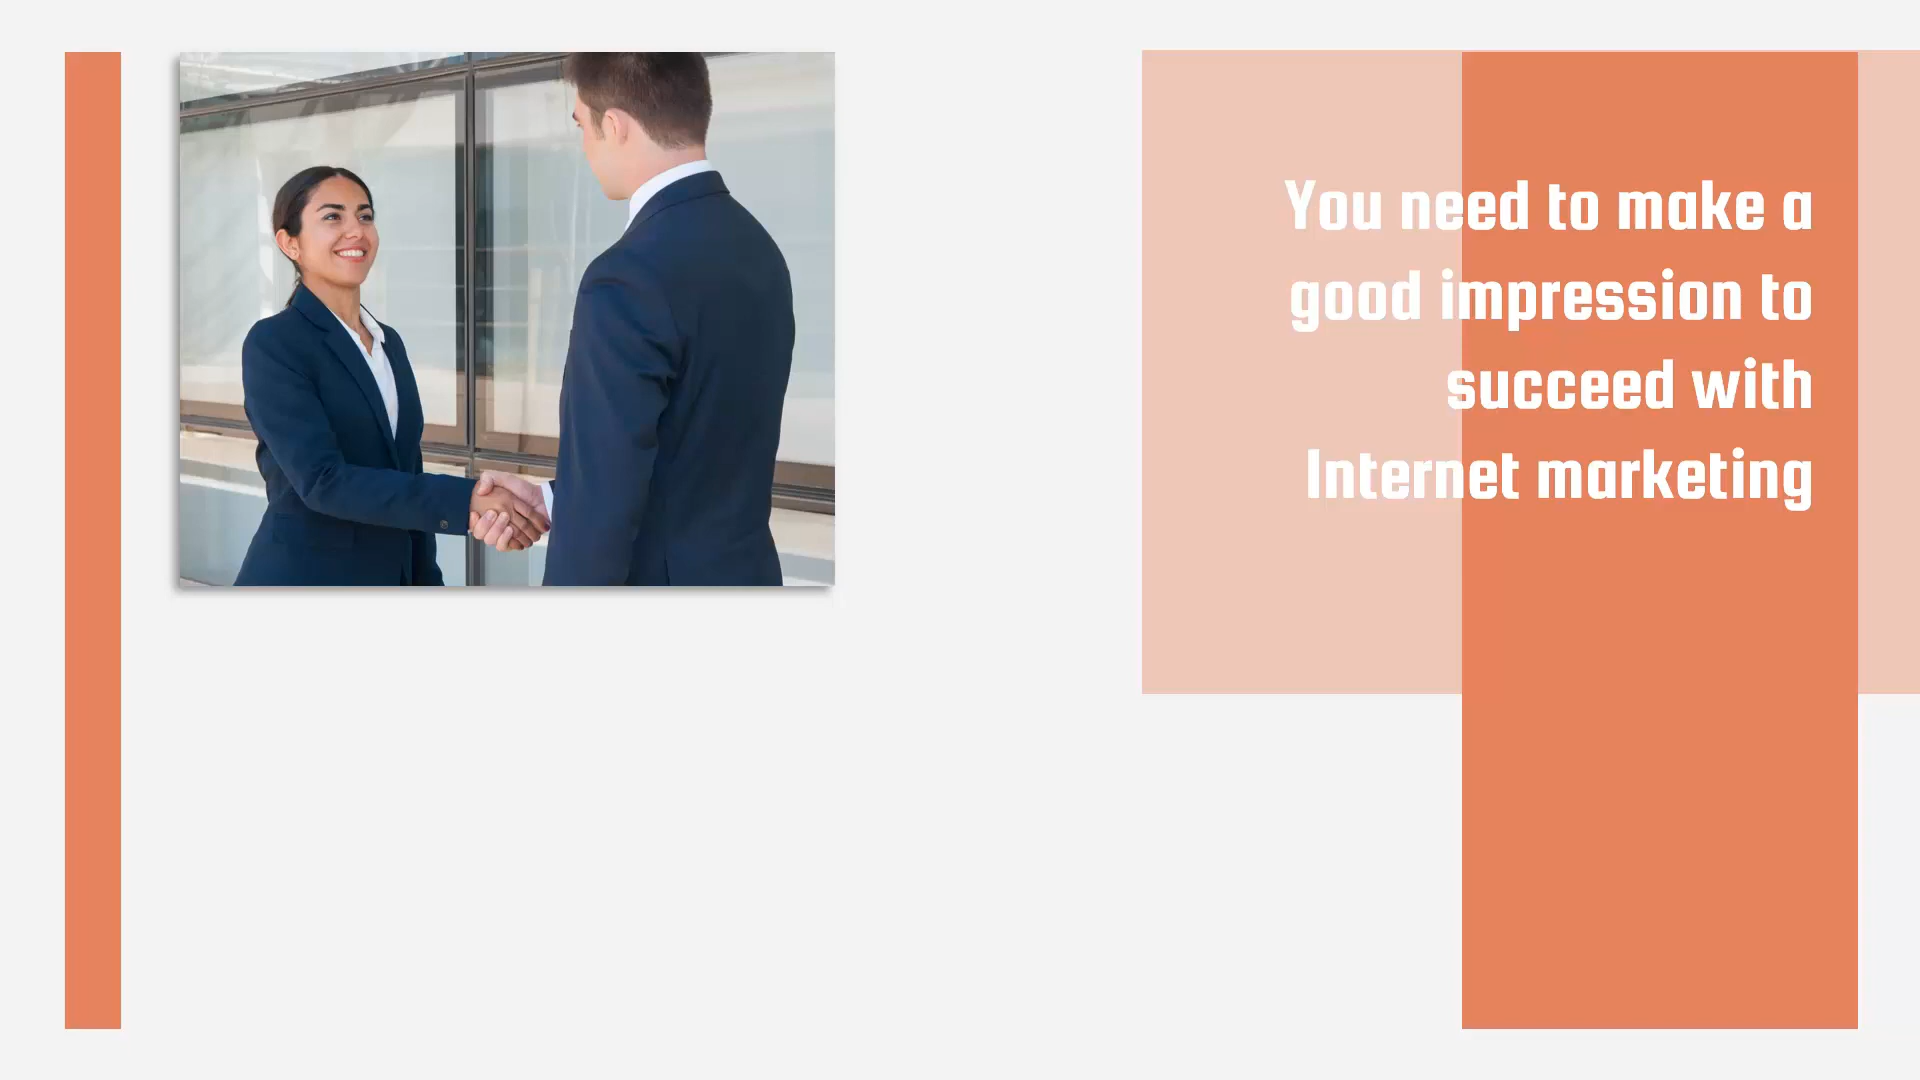 You need to make a
good impression to
succeed with
Internet marketing